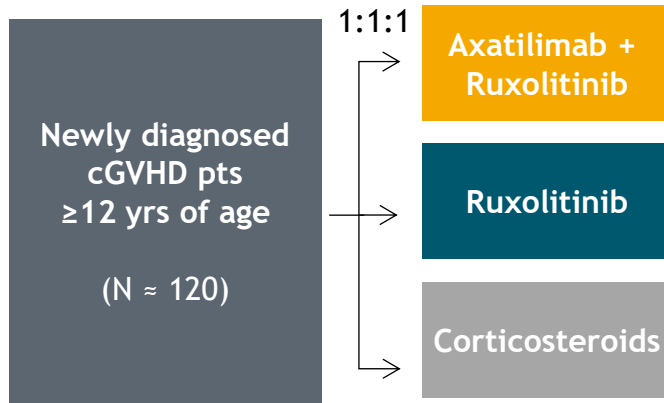 1:1:1
Newly diagnosed
cGVHD pts
≥12 yrs of age
(N ≈ 120)
Axatilimab +
Ruxolitinib
Ruxolitinib
Corticosteroids